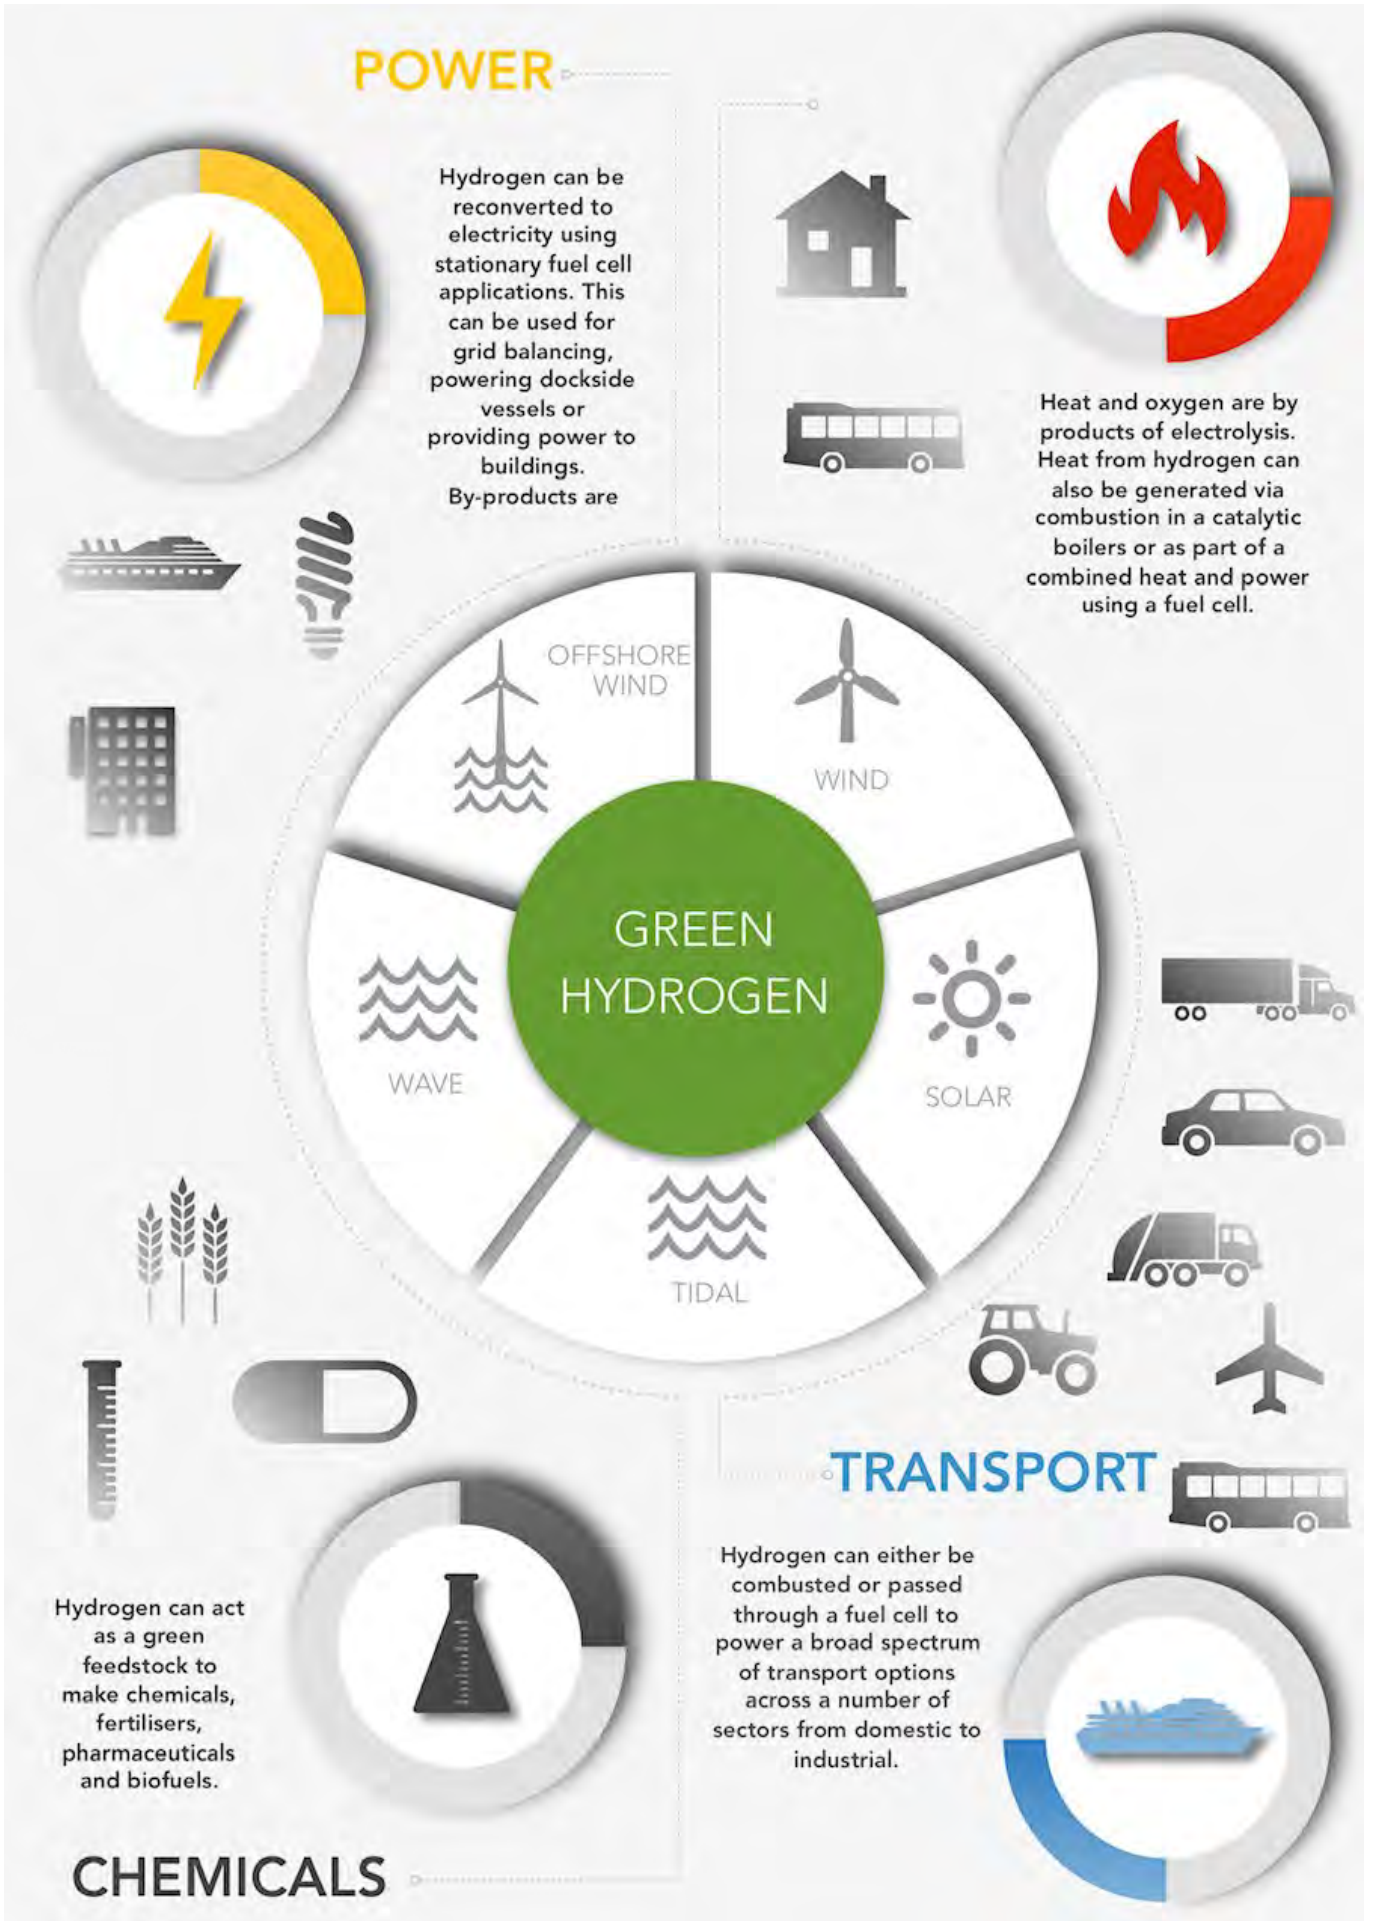 POWER
Hydrogen can be
reconverted to
electricity using
stationary fuel cell
applications. This
can be used for
grid balancing,
powering dockside
vessels or
providing power to
buildings.
By-products are
Heat and oxygen are by
products of electrolysis.
Heat from hydrogen can
also be generated via
combustion in a catalytic
boilers or as part of a
combined heat and power
using a fuel cell.
OFFSHORE
WIND
WIND
GREEN
HYDROGEN
WAVE
SOLAR
TIDAL
TRANSPORT
Hydrogen can either be
combusted or passed
through a fuel cell to
power a broad spectrum
of transport options
across a number of
sectors from domestic to
industrial.
Hydrogen can act
as a green
feedstock to
make chemicals,
fertilisers,
pharmaceuticals
and biofuels.
CHEMICALS